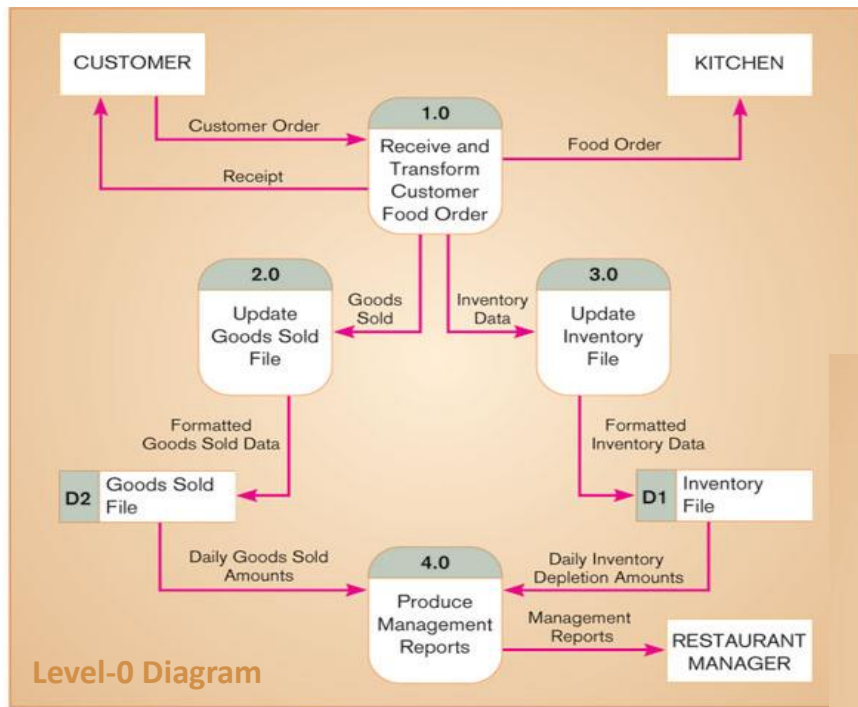 CUSTOMER
KITCHEN
1.0
Receive and
Transform
Customer
Food Order
Customer Order
Receipt
Food Order
2.0
Update
Goods Sold
File
Goods
Sold
Inventory
Data
3.0
Update
Inventory
File
Formatted
Goods Sold Data
Formatted
Inventory Data
D2
Goods Sold
File
D1
Inventory
File
Daily Goods Sold
Amounts
4.0
Produce
Management
Reports
Daily Inventory
Depletion Amounts
Management
Reports
RESTAURANT
MANAGER
Level-0 Diagram